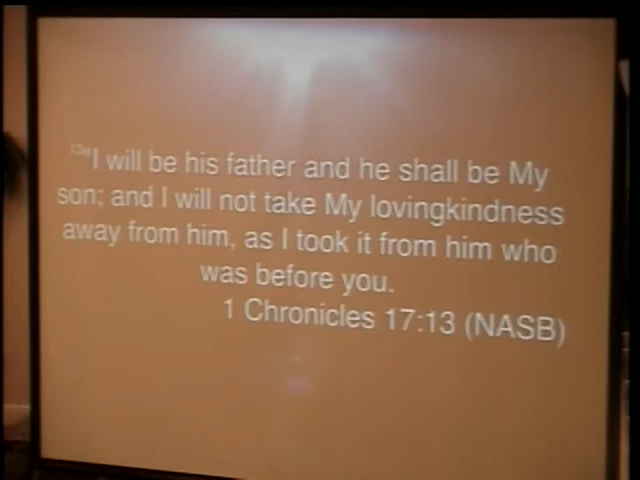 13"I will be his father and he shall be My
son; and I will not take My lovingkindness
away from him, as I took it from him who
was before you.
1 Chronicles 17:13 (NASB)